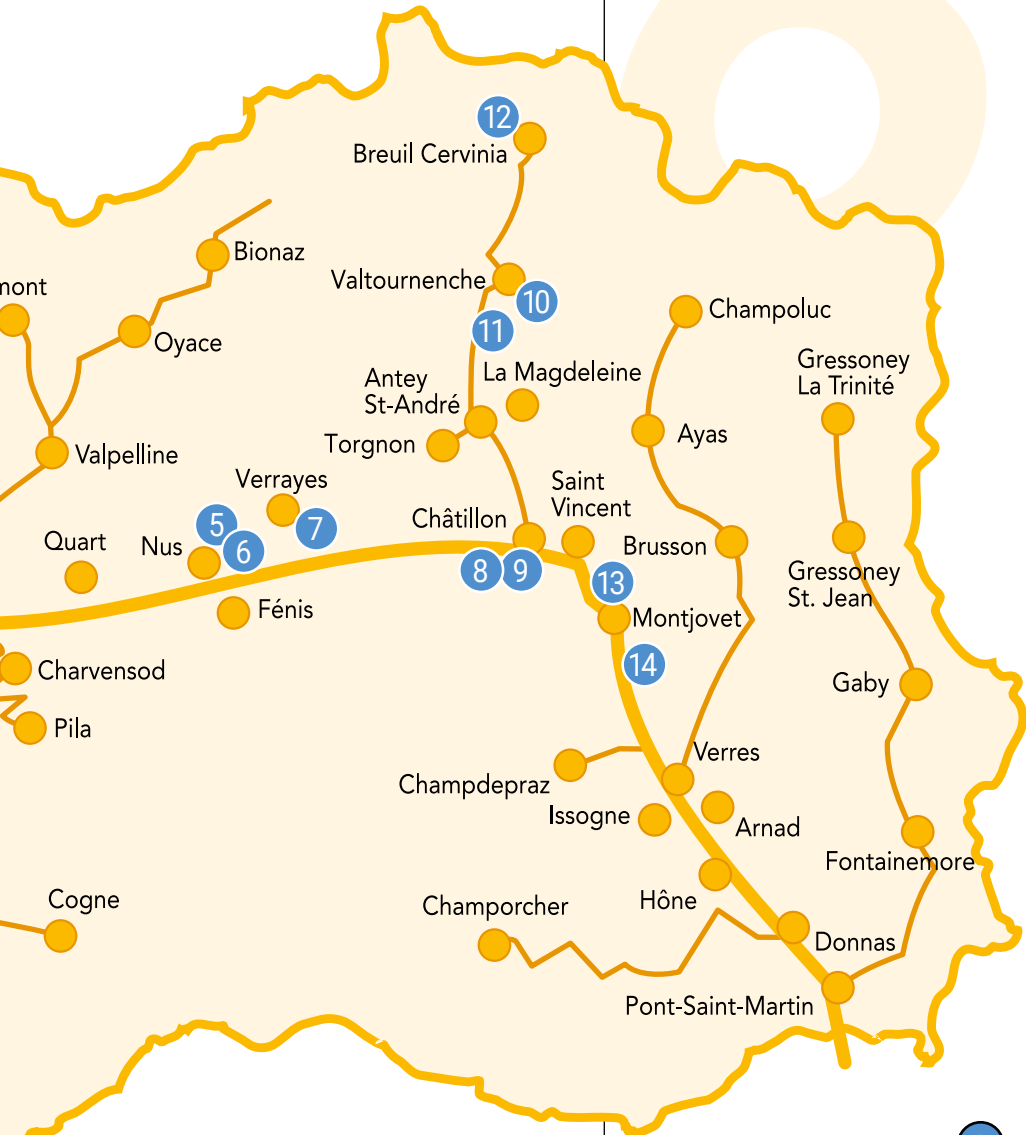 12
Breuil Cervinia
Bionaz
Valtournenche
10
mont
Champoluc
11
Oyace
Gressoney
La Trinité
La Magdeleine
Antey
St-André
Torgnon
Ayas
Valpelline
Verrayes
Saint
Vincent
5
7
Châtillon
Quart
Nus
6
Brusson
8
9
Gressoney
St. Jean
13
Fénis
Montjovet
14
Charvensod
Gaby
Pila
Verres
Champdepraz
Issogne
Arnad
Fontainemore
Cogne
Hône
Champorcher
Donnas
Pont-Saint-Martin